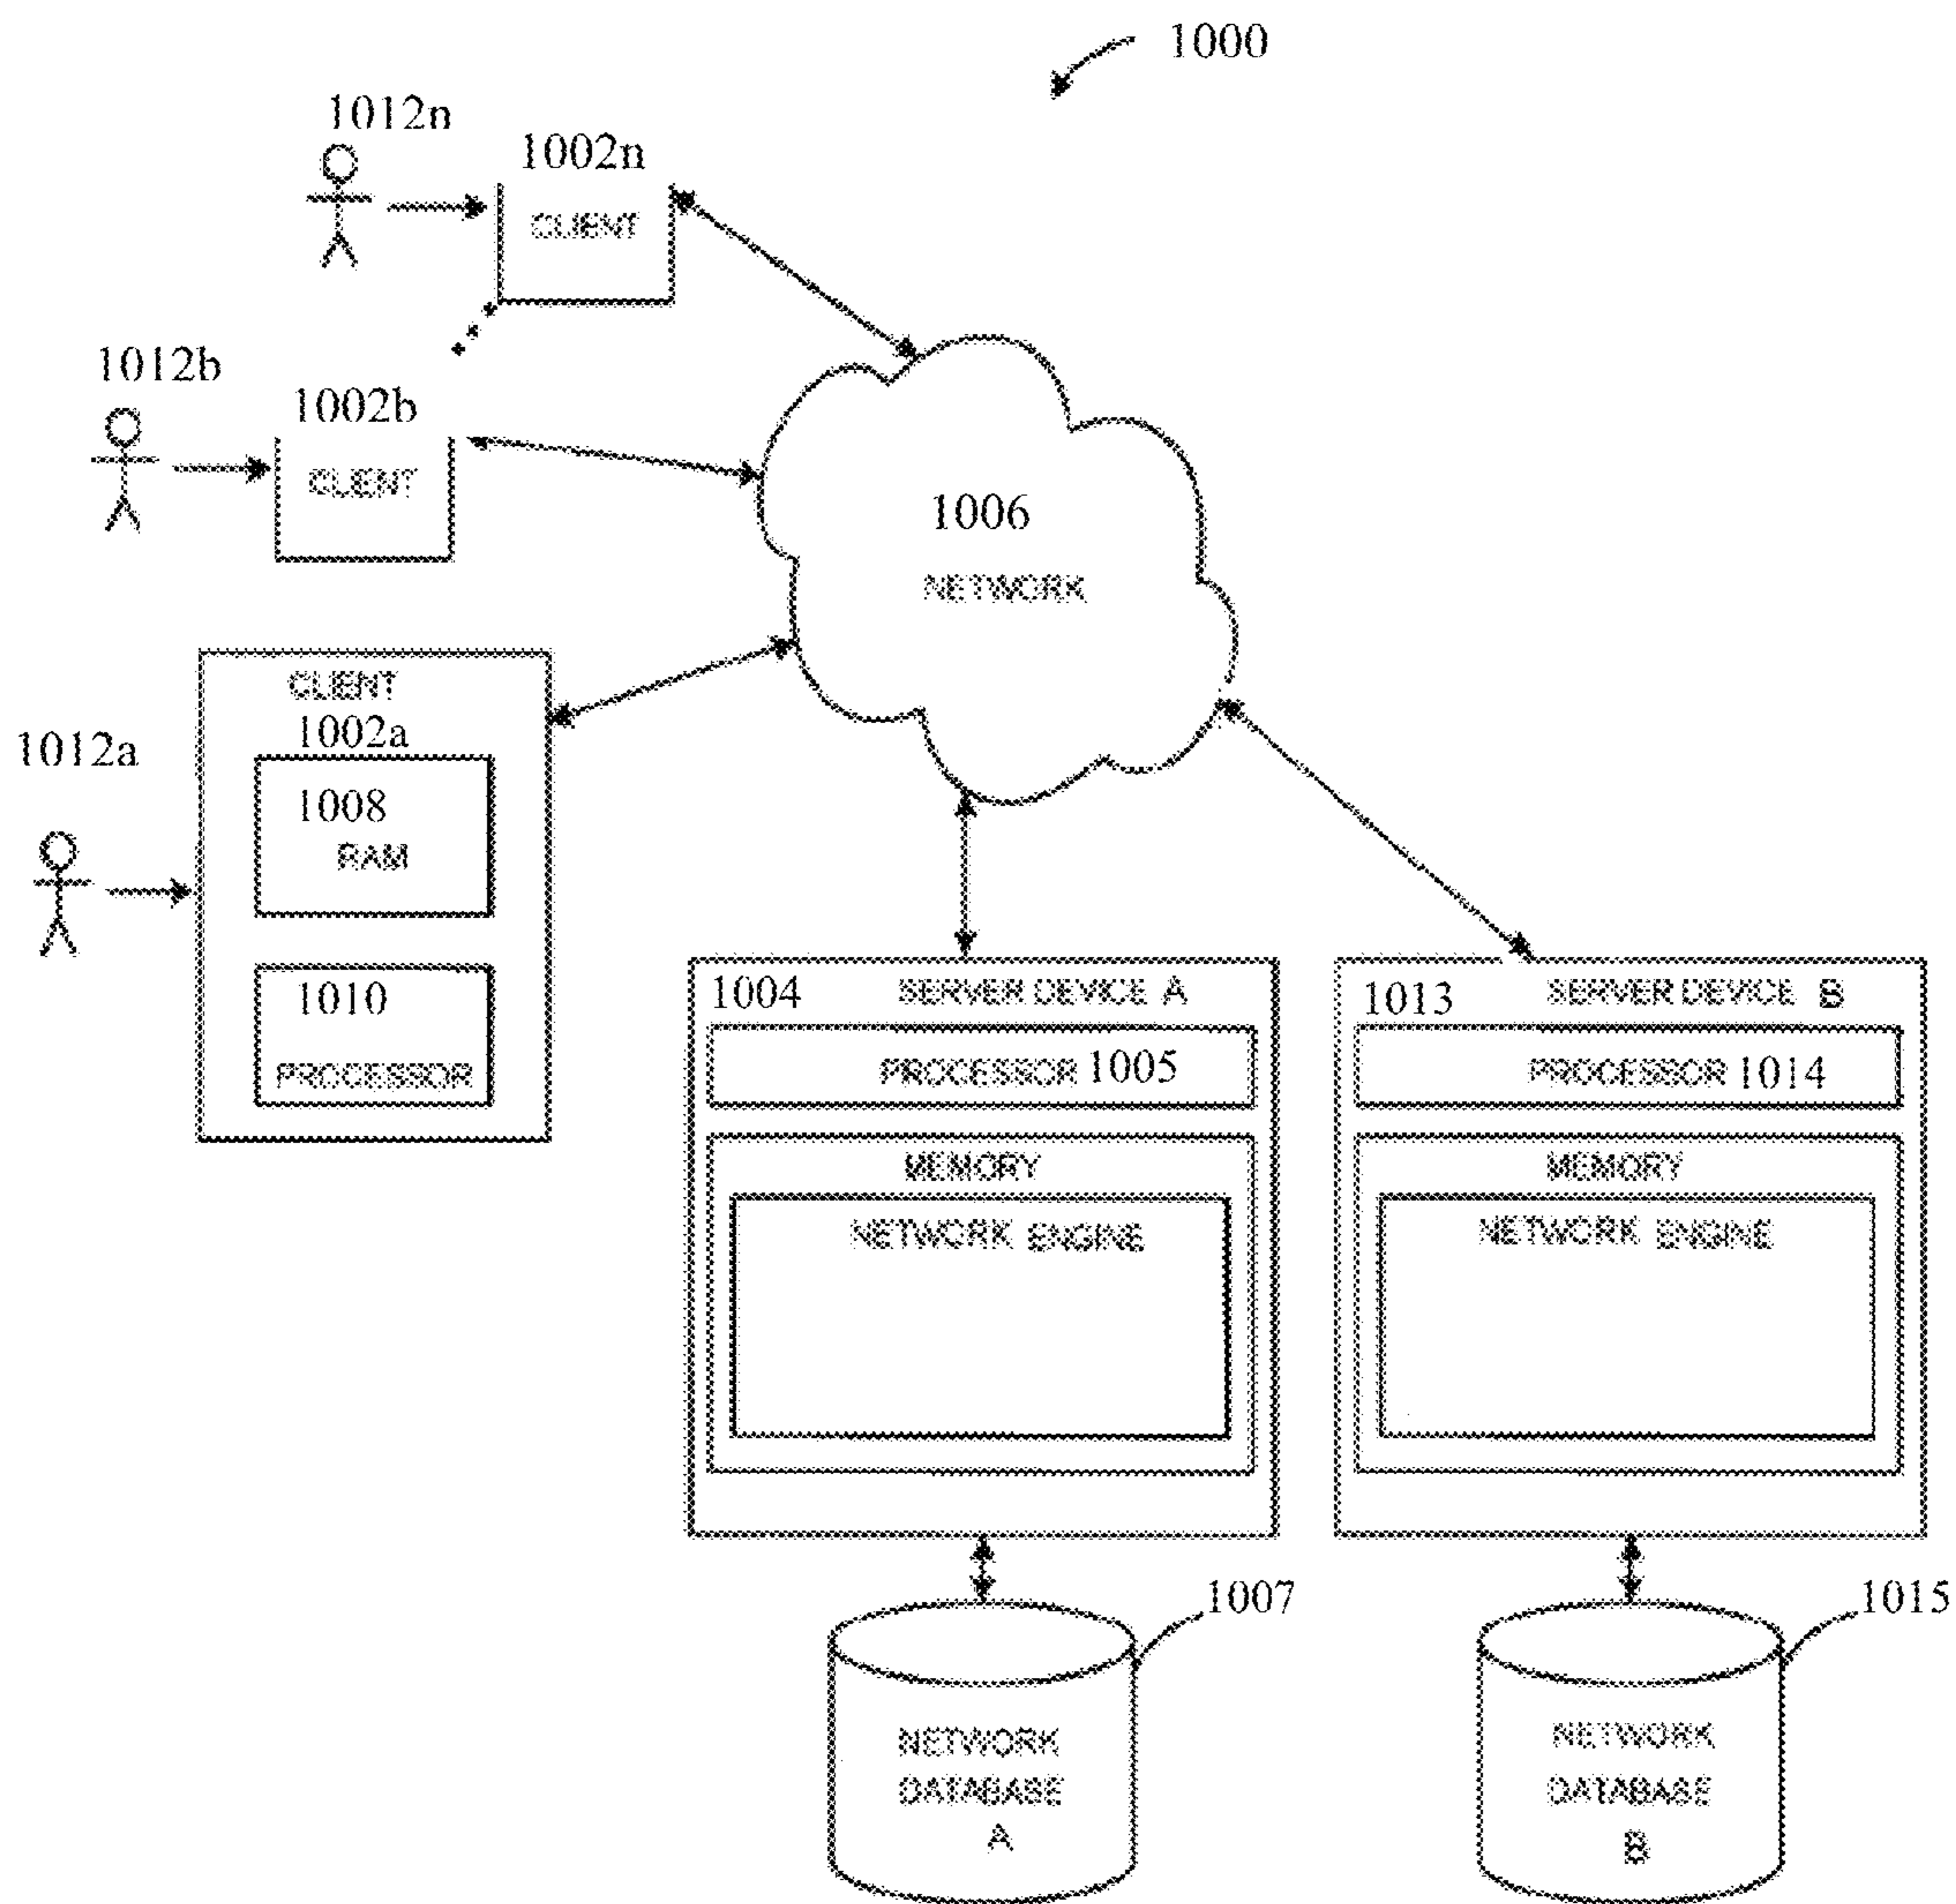 1000
1012n
1002n
CLIENT
1012b
1002b
CLIENT
1006
NETWORK
CLIENT
1002a
1012a
1008
RAM
1010
PROCESSOR
1004 SERVER DEVICE A
PROCESSOR 1005
MEMORY
NETWORK ENGINE
1013 SERVER DEVICE B
PROCESSOR 1014
MEMORY
NETWORK ENGINE
1007
NETWORK
DATABASE
A
1015
NETWORK
DATABASE
B